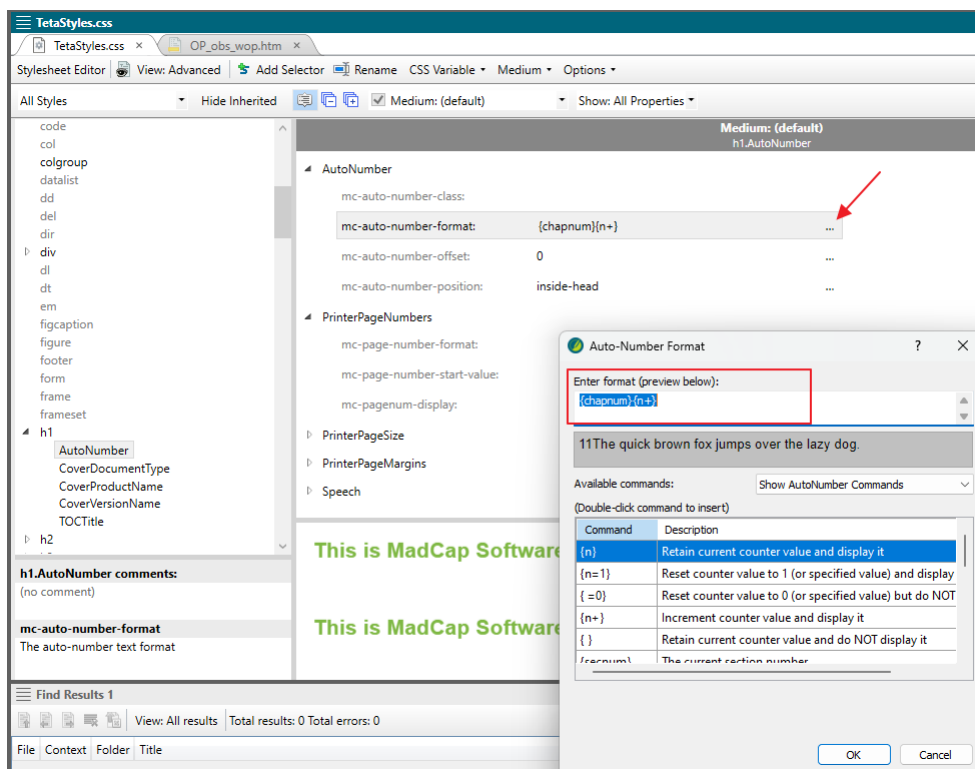 TetaStyles.css
TetaStyles.css × OP_obs_wop.htm ×
Stylesheet Editor View: Advanced Add Selector Rename CSS Variable Medium Options
All Styles Hide Inherited Medium: (default) Show: All Properties
code
col
colgroup
datalist
dd
del
dir
div
dl
dt
em
figcaption
figure
footer
form
frame
frameset
h1
AutoNumber
CoverDocumentType
CoverProductName
CoverVersionName
TOCTitle
h2
h1.AutoNumber comments:
(no comment)
mc-auto-number-format
The auto-number text format
Medium: (default)
h1.AutoNumber
AutoNumber
mc-auto-number-class:
mc-auto-number-format: {chapnum}{n+} ...
mc-auto-number-offset: 0 ...
mc-auto-number-position: inside-head ...
PrinterPageNumbers
mc-page-number-format:
mc-page-number-start-value:
mc-pagenum-display:
PrinterPageSize
PrinterPageMargins
Speech
This is MadCap Software
This is MadCap Software
Auto-Number Format ? ×
Enter format (preview below):
{chapnum}{n+}
11The quick brown fox jumps over the lazy dog.
Available commands: Show AutoNumber Commands
(Double-click command to insert)
Command Description
{n} Retain current counter value and display it
{n=1} Reset counter value to 1 (or specified value) and display
{ =0} Reset counter value to 0 (or specified value) but do NOT
{n+} Increment counter value and display it
{ } Retain current counter value and do NOT display it
{secnum} The current section number
OK Cancel
Find Results 1
View: All results Total results: 0 Total errors: 0
File Context Folder Title